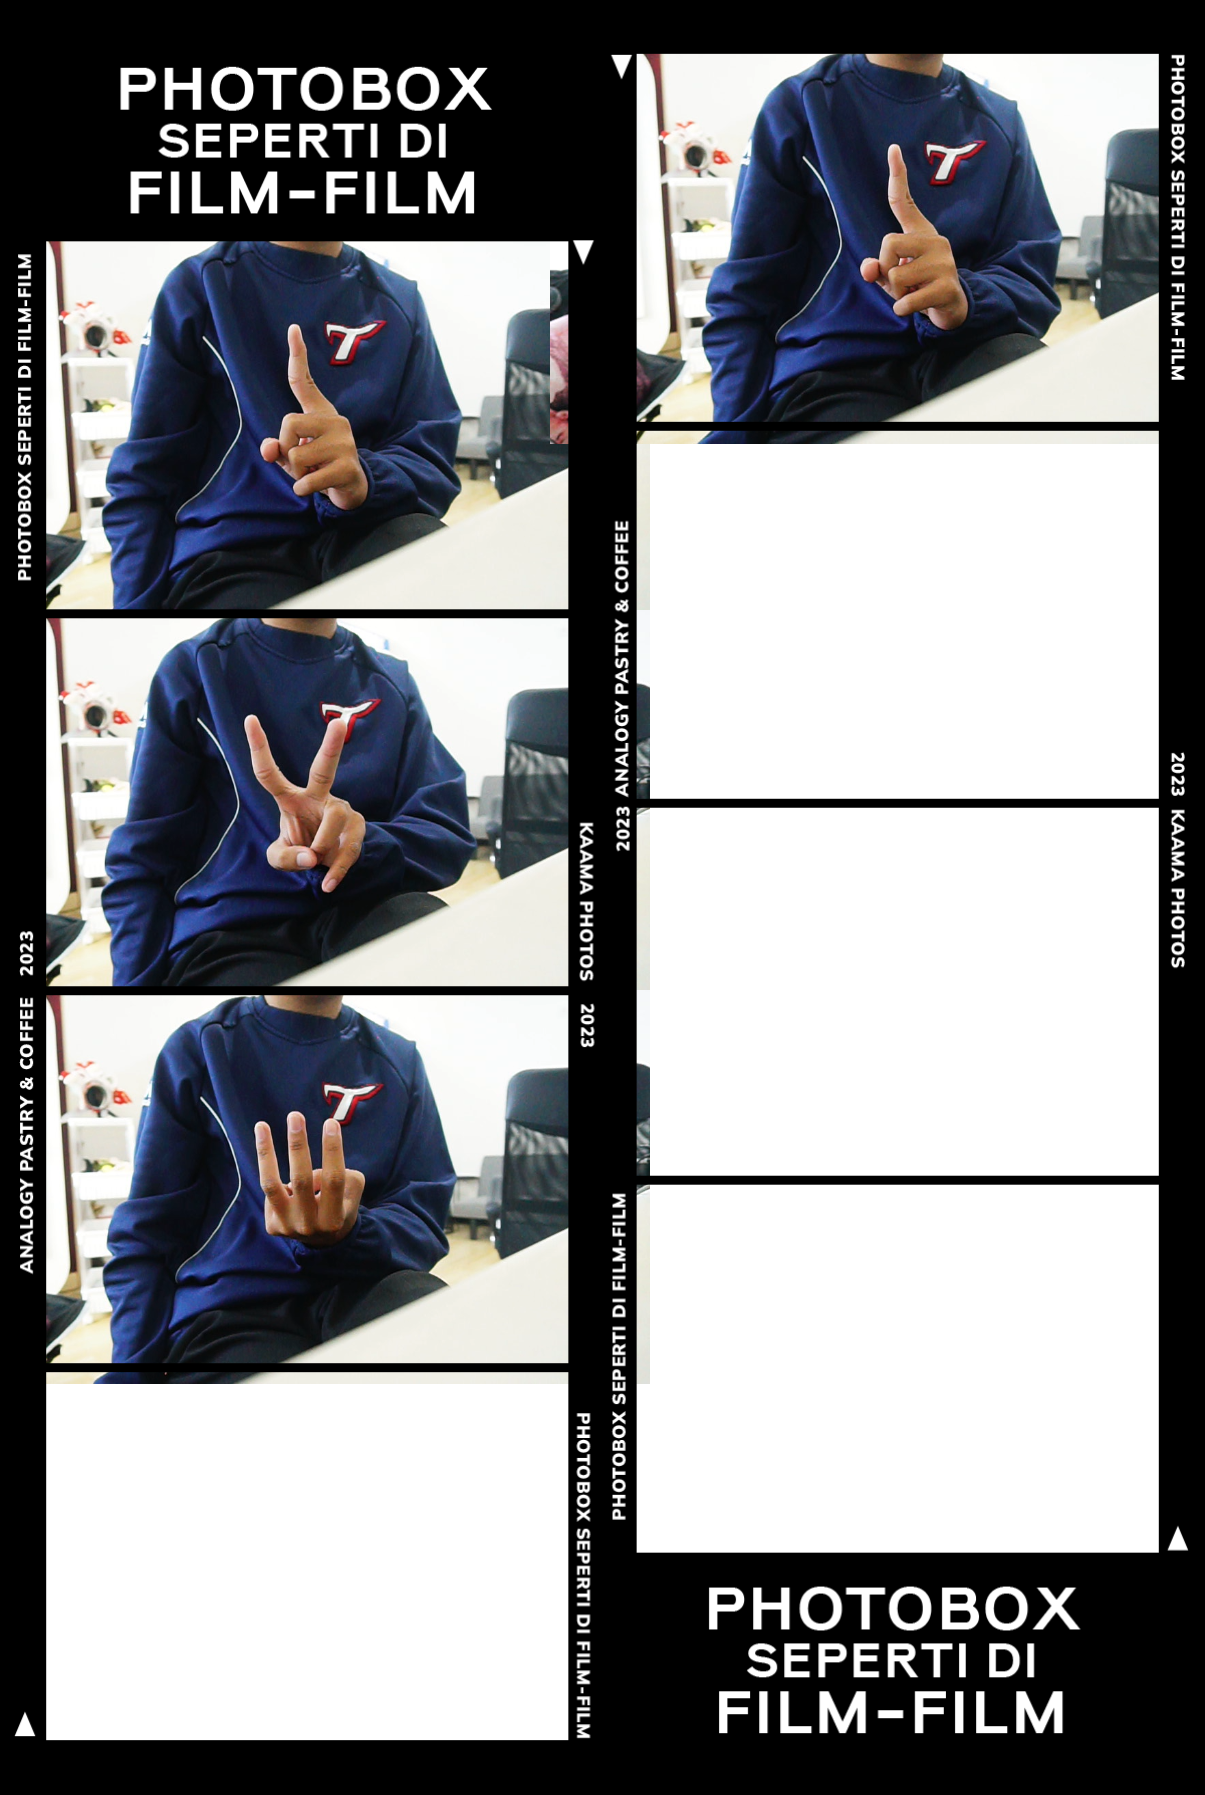 PHOTOBOX
SEPERTI DI
FILM-FILM
PHOTOBOX SEPERTI DI FILM-FILM
2023
ANALOGY PASTRY & COFFEE
T
T
T
KAAMA PHOTOS
2023
PHOTOBOX SEPERTI DI FILM-FILM
ANALOGY PASTRY & COFFEE
2023
PHOTOBOX SEPERTI DI FILM-FILM
T
PHOTOBOX SEPERTI DI FILM-FILM
2023
KAAMA PHOTOS
PHOTOBOX
SEPERTI DI
FILM-FILM